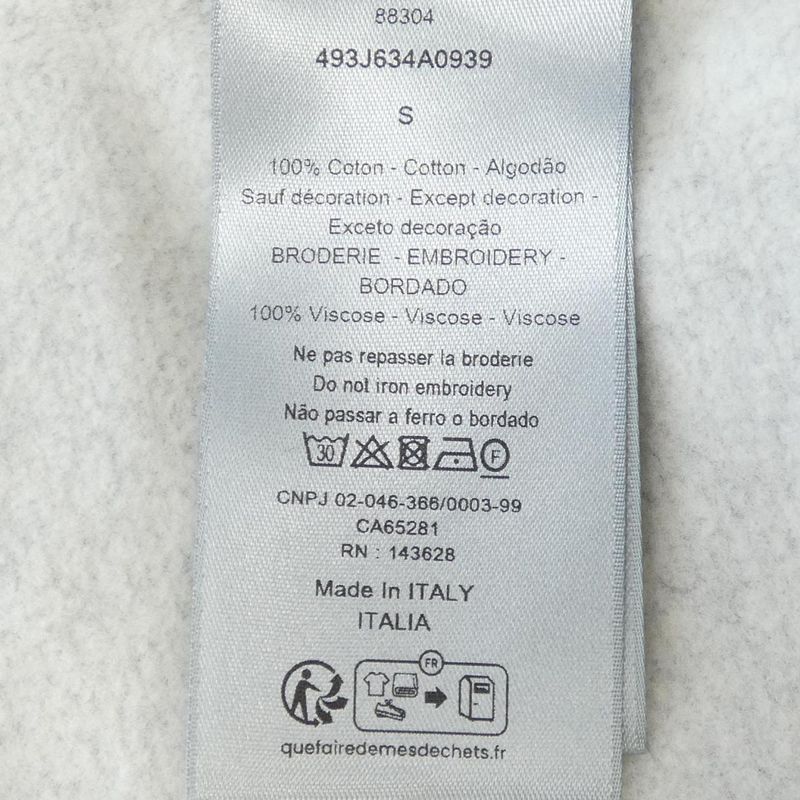 88304
493J634A0939
S
100% Coton - Cotton - Algodão
Sauf décoration - Except decoration -
Exceto decoração
BRODERIE - EMBROIDERY -
BORDADO
100% Viscose - Viscose - Viscose
Ne pas repasser la broderie
Do not iron embroidery
Não passar a ferro o bordado
30 F
CNPJ 02-046-366/0003-99
CA65281
RN : 143628
Made In ITALY
ITALIA
FR
quefairedemesdechets.fr